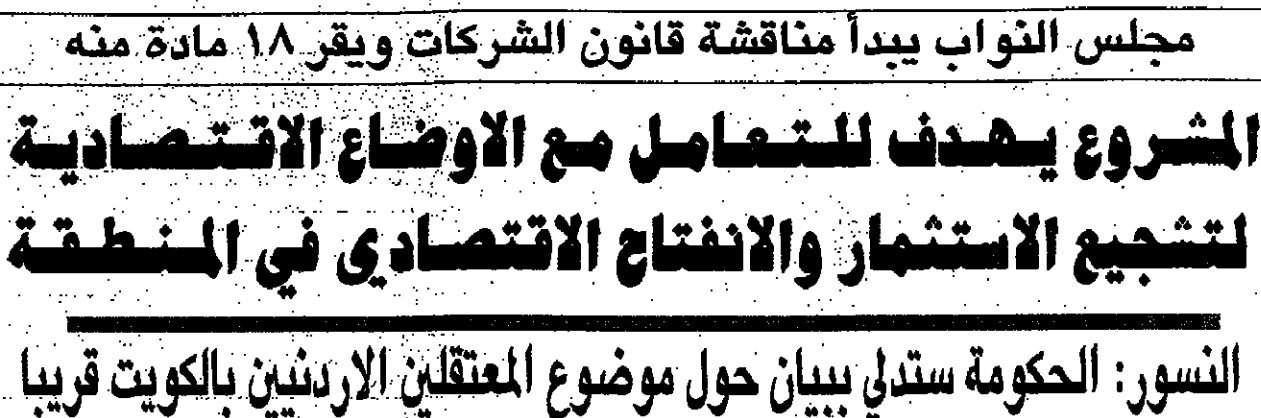 مجلس النواب يبدأ مناقشة قانون الشركات ويقر ١٨ مادة منه
المشروع يهدف للتعامل مع الاوضاع الاقتصادية
لتشجيع الاستثمار والانفتاح الاقتصادي في المنطقة
النسور: الحكومة ستدلي ببيان حول موضوع المعتقلين الاردنيين بالكويت قريبا